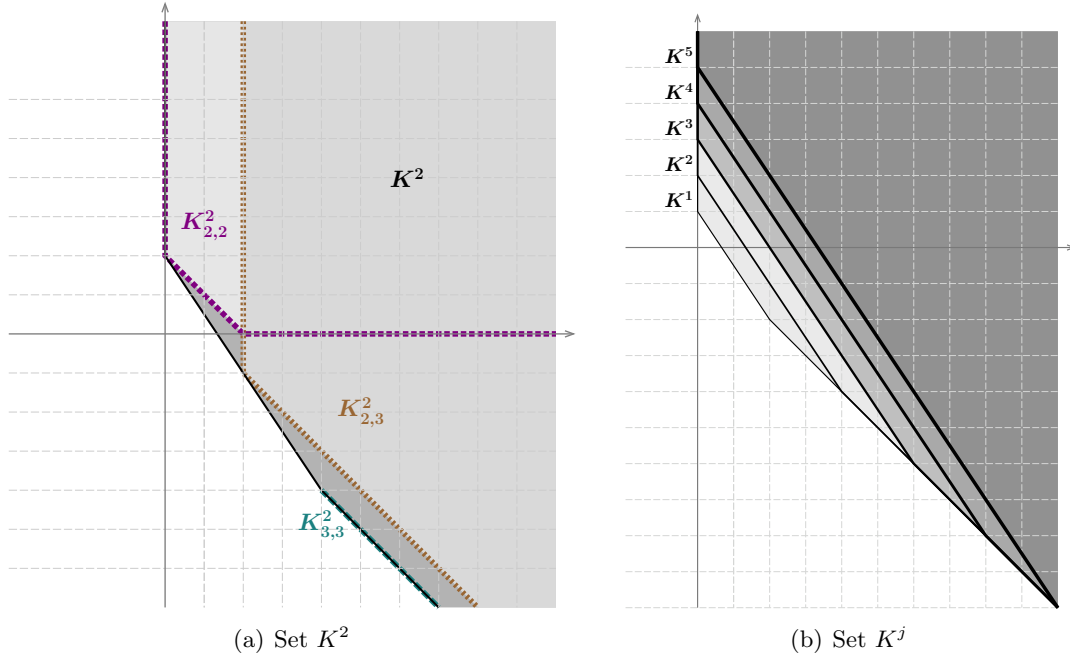 K^2
K^2_{2,2}
K^2_{2,3}
K^2_{3,3}
(a) Set K^2
K^5
K^4
K^3
K^2
K^1
(b) Set K^j